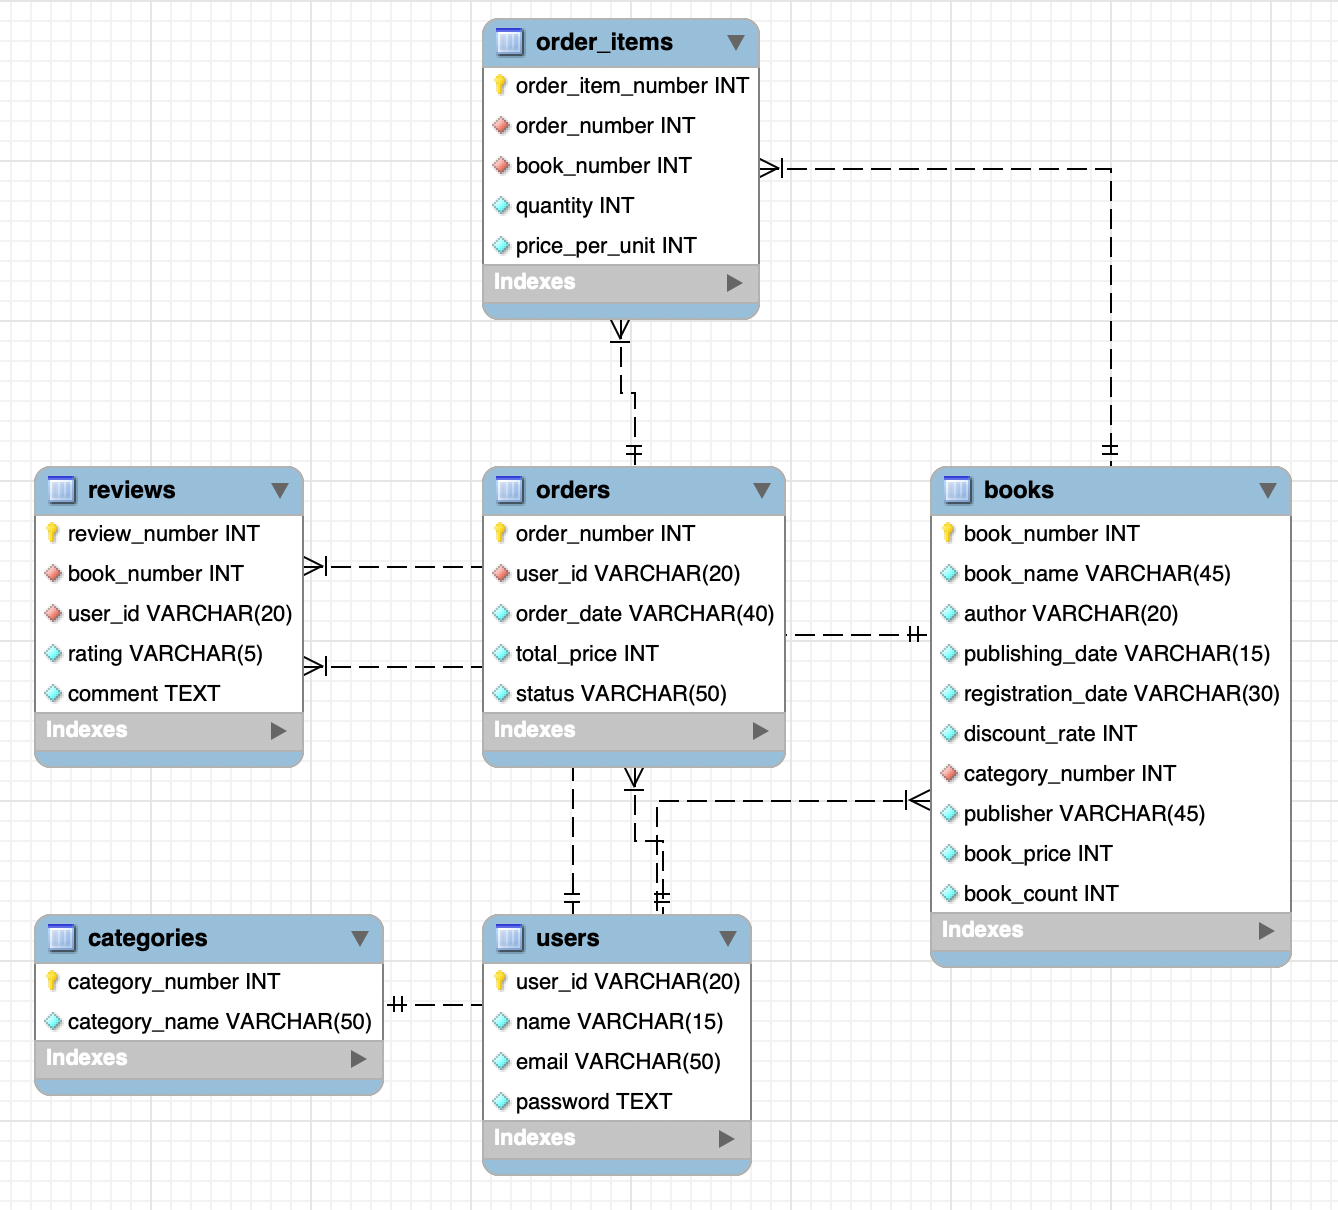 order_items
order_item_number INT
order_number INT
book_number INT
quantity INT
price_per_unit INT
Indexes
reviews
review_number INT
book_number INT
user_id VARCHAR(20)
rating VARCHAR(5)
comment TEXT
Indexes
orders
order_number INT
user_id VARCHAR(20)
order_date VARCHAR(40)
total_price INT
status VARCHAR(50)
Indexes
books
book_number INT
book_name VARCHAR(45)
author VARCHAR(20)
publishing_date VARCHAR(15)
registration_date VARCHAR(30)
discount_rate INT
category_number INT
publisher VARCHAR(45)
book_price INT
book_count INT
Indexes
categories
category_number INT
category_name VARCHAR(50)
Indexes
users
user_id VARCHAR(20)
name VARCHAR(15)
email VARCHAR(50)
password TEXT
Indexes